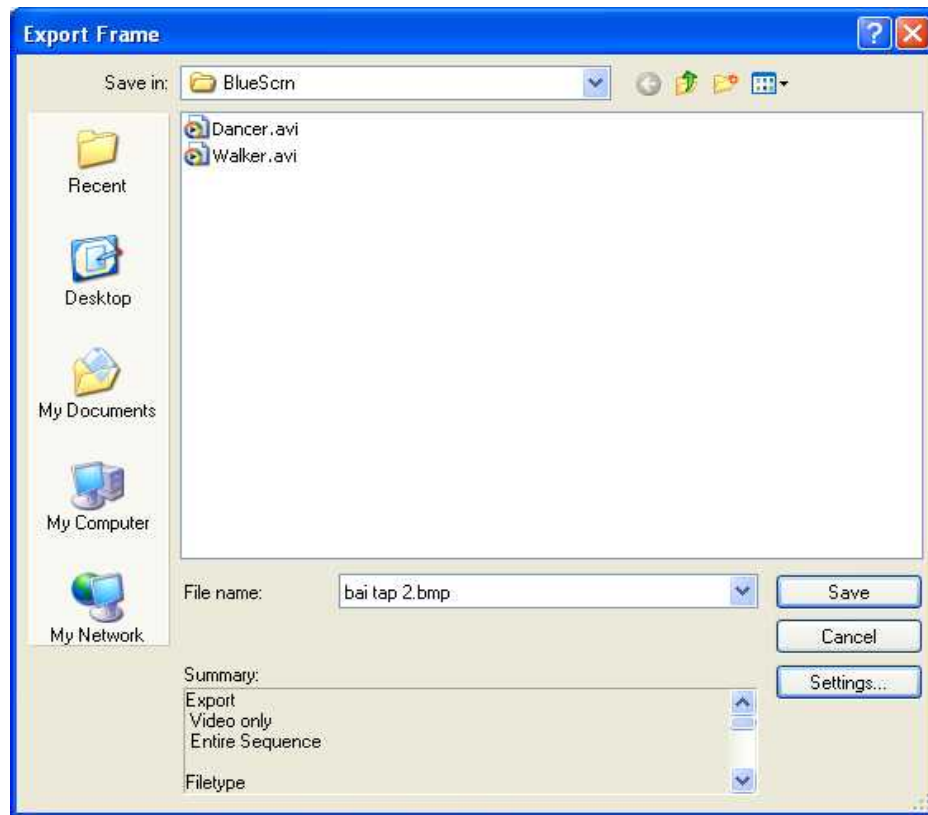 Export Frame
Save in:
BlueScrn
Dancer.avi
Walker.avi
Recent
Desktop
My Documents
My Computer
My Network
File name:
bai tap 2.bmp
Save
Cancel
Settings...
Summary:
Export
Video only
Entire Sequence
Filetype